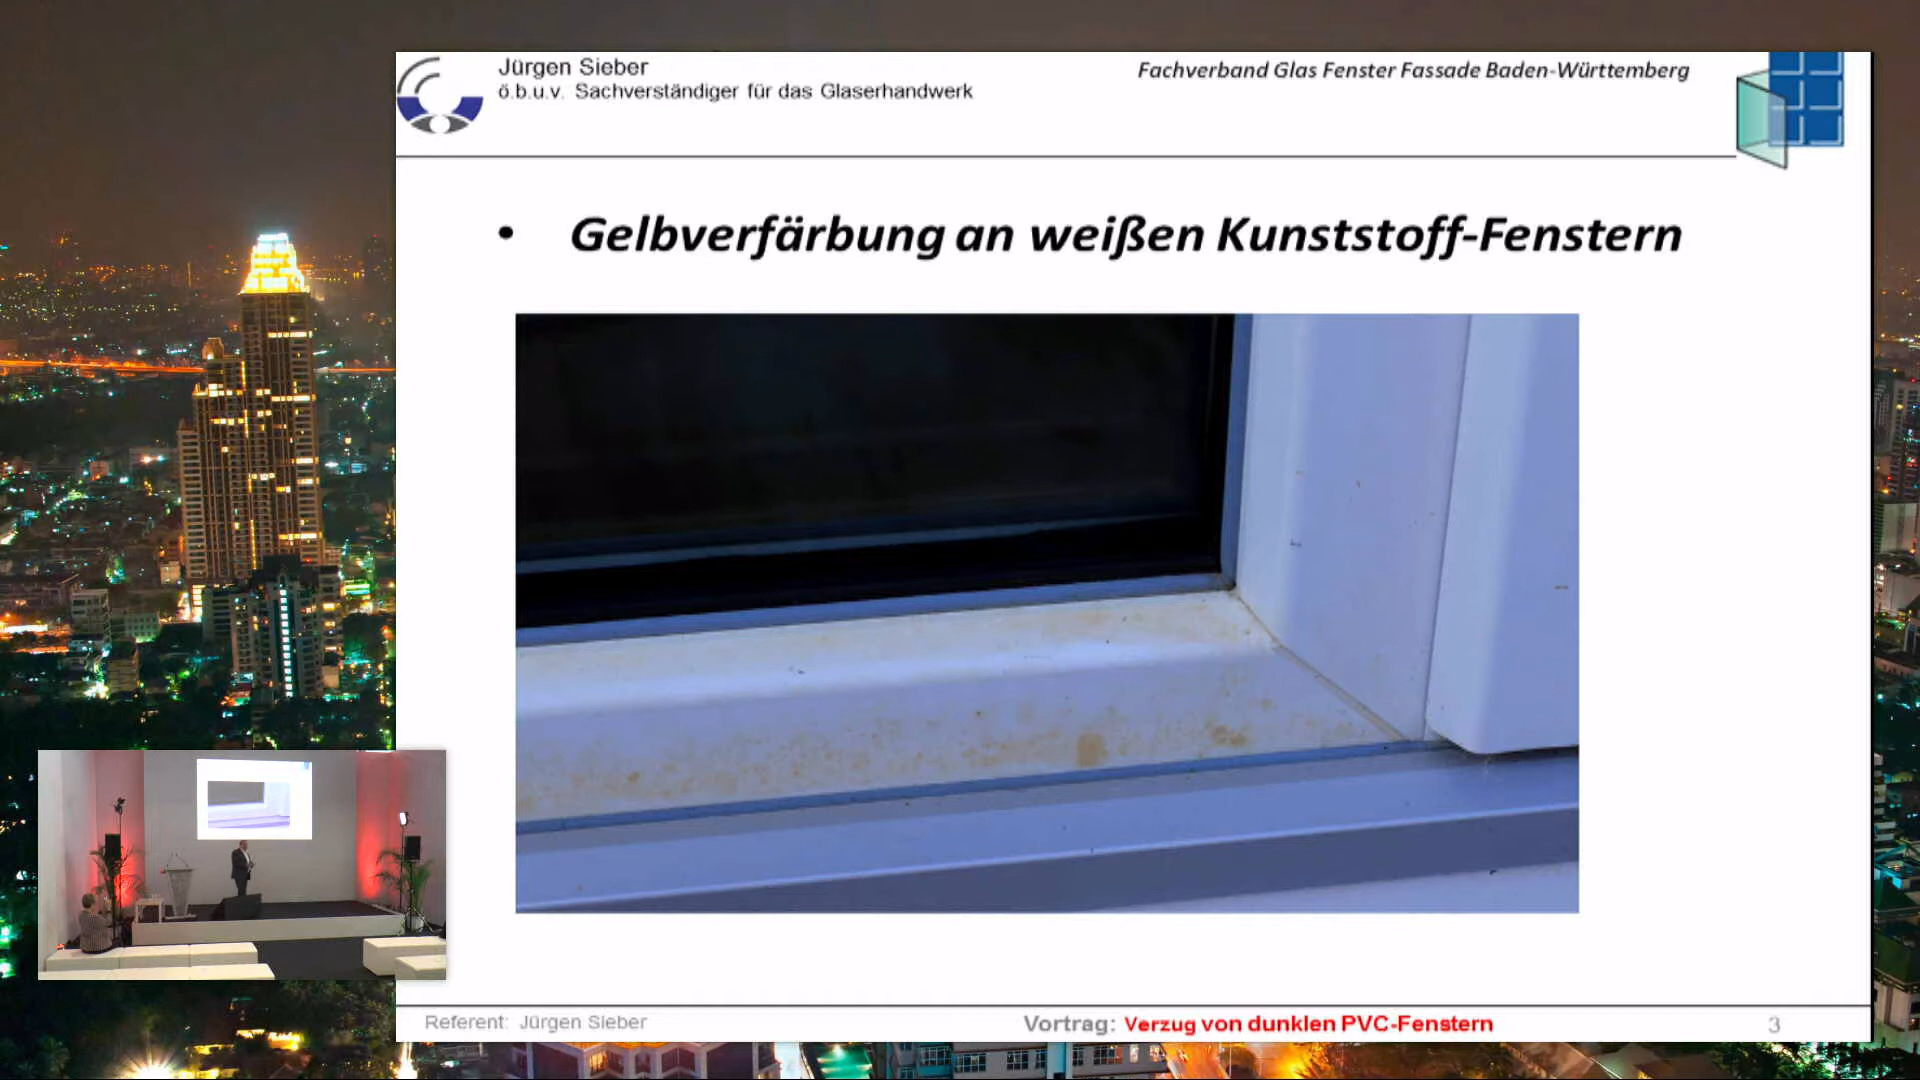 Jürgen Sieber
ö.b.u.v. Sachverständiger für das Glaserhandwerk
Fachverband Glas Fenster Fassade Baden-Württemberg
• Gelbverfärbung an weißen Kunststoff-Fenstern
Referent: Jürgen Sieber
Vortrag: Verzug von dunklen PVC-Fenstern
3